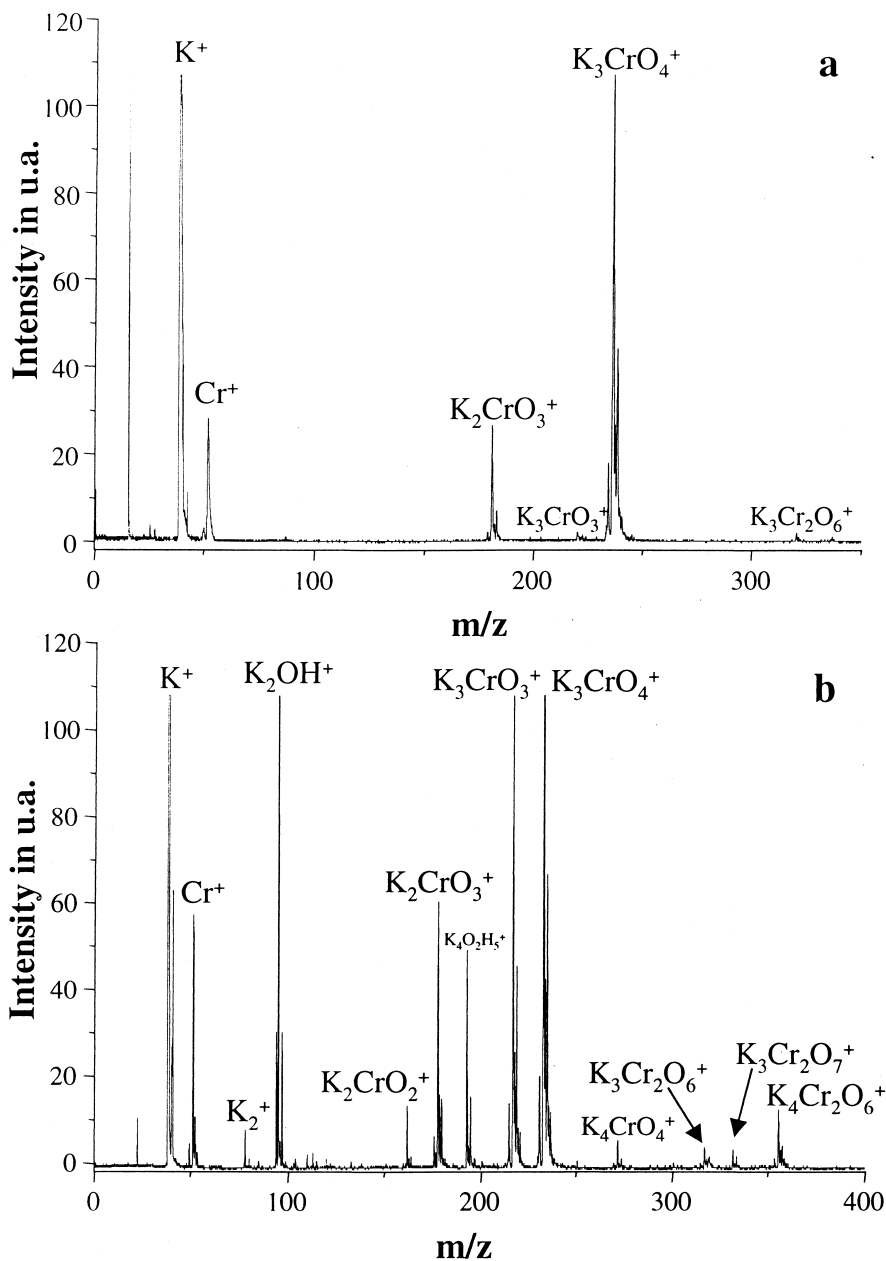 120
100
80
60
40
20
0
Intensity in u.a.
K⁺
K₃CrO₄⁺
a
Cr⁺
K₂CrO₃⁺
K₃CrO₃⁺
K₃Cr₂O₆⁺
0 100 200 300
m/z
120
100
80
60
40
20
0
Intensity in u.a.
K⁺
K₂OH⁺
K₃CrO₃⁺
K₃CrO₄⁺
b
Cr⁺
K₂CrO₃⁺
K₄O₂H₅⁺
K₂CrO₂⁺
K₂⁺
K₃Cr₂O₆⁺
K₃Cr₂O₇⁺
K₄CrO₄⁺
K₄Cr₂O₆⁺
0 100 200 300 400
m/z